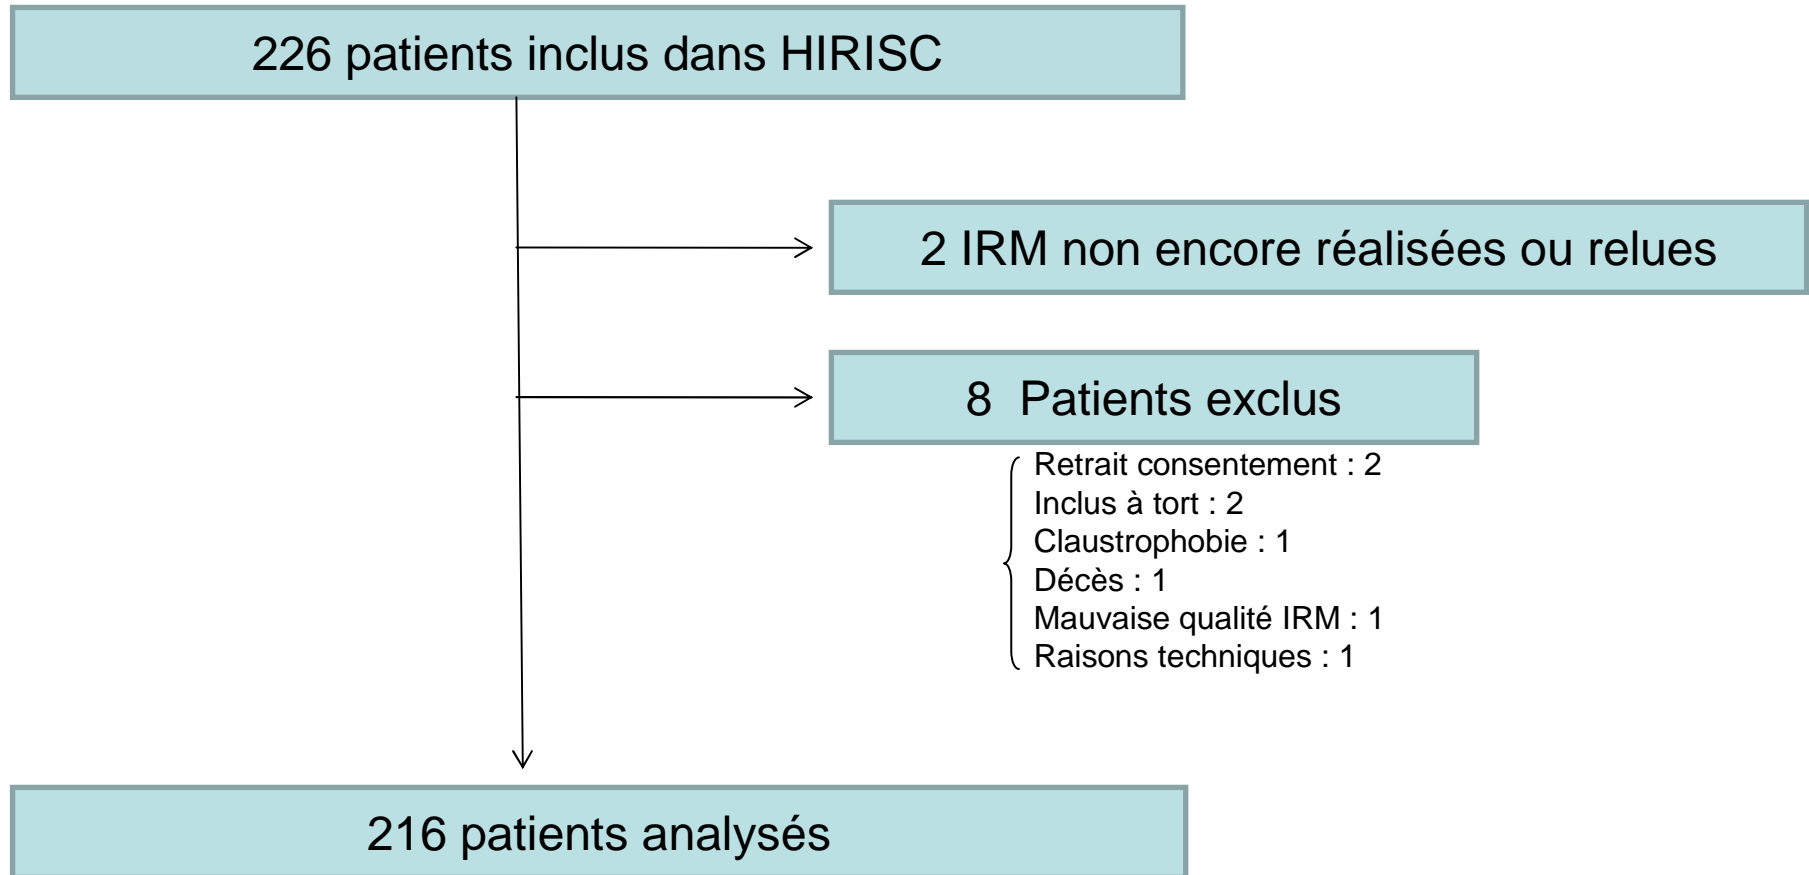 226 patients inclus dans HIRISC
2 IRM non encore réalisées ou relues
8 Patients exclus
Retrait consentement : 2
Inclus à tort : 2
Claustrophobie : 1
Décès : 1
Mauvaise qualité IRM : 1
Raisons techniques : 1
216 patients analysés